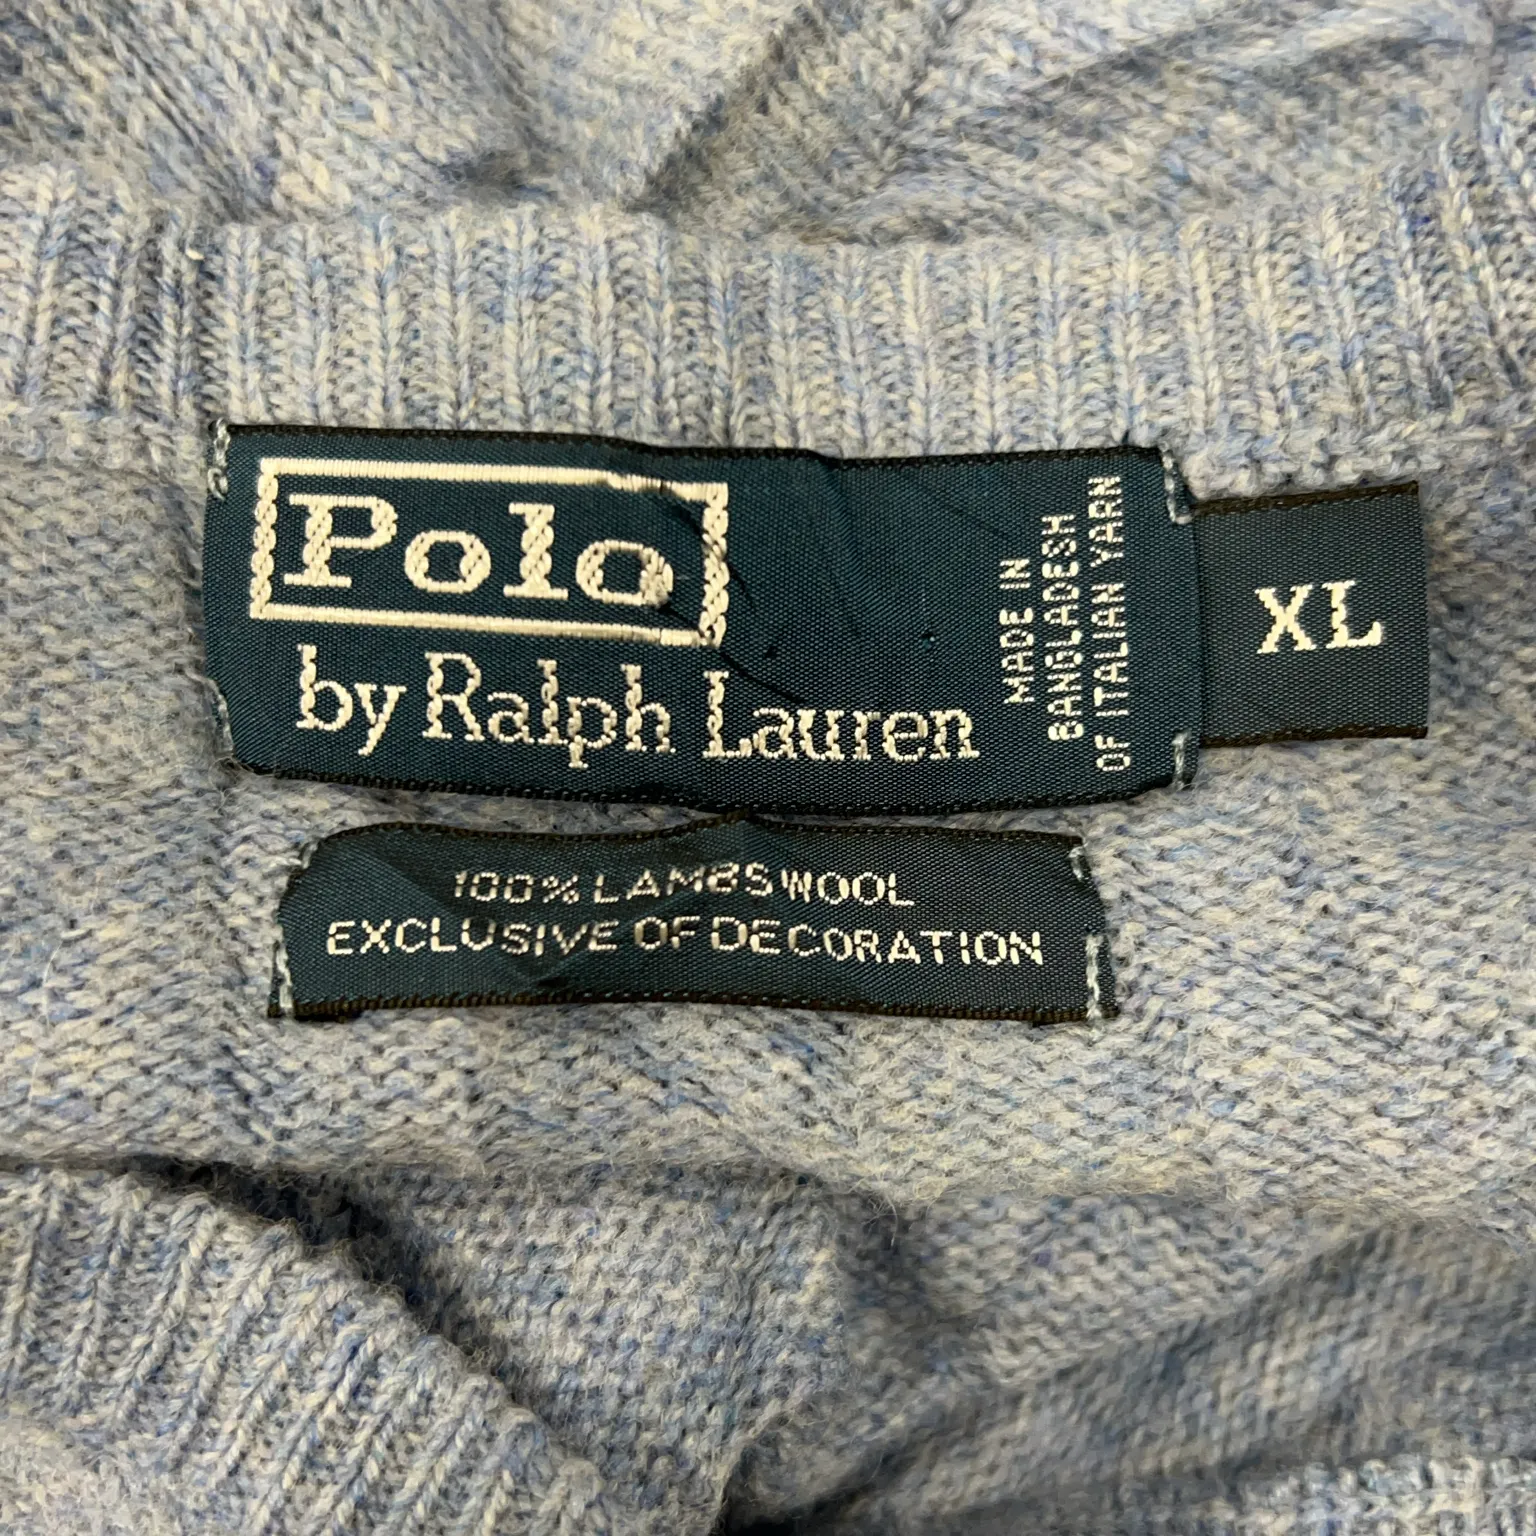 Polo
by Ralph Lauren
MADE IN
BANGLADESH
OF ITALIAN YARN
XL
100% LAMBSWOOL
EXCLUSIVE OF DECORATION